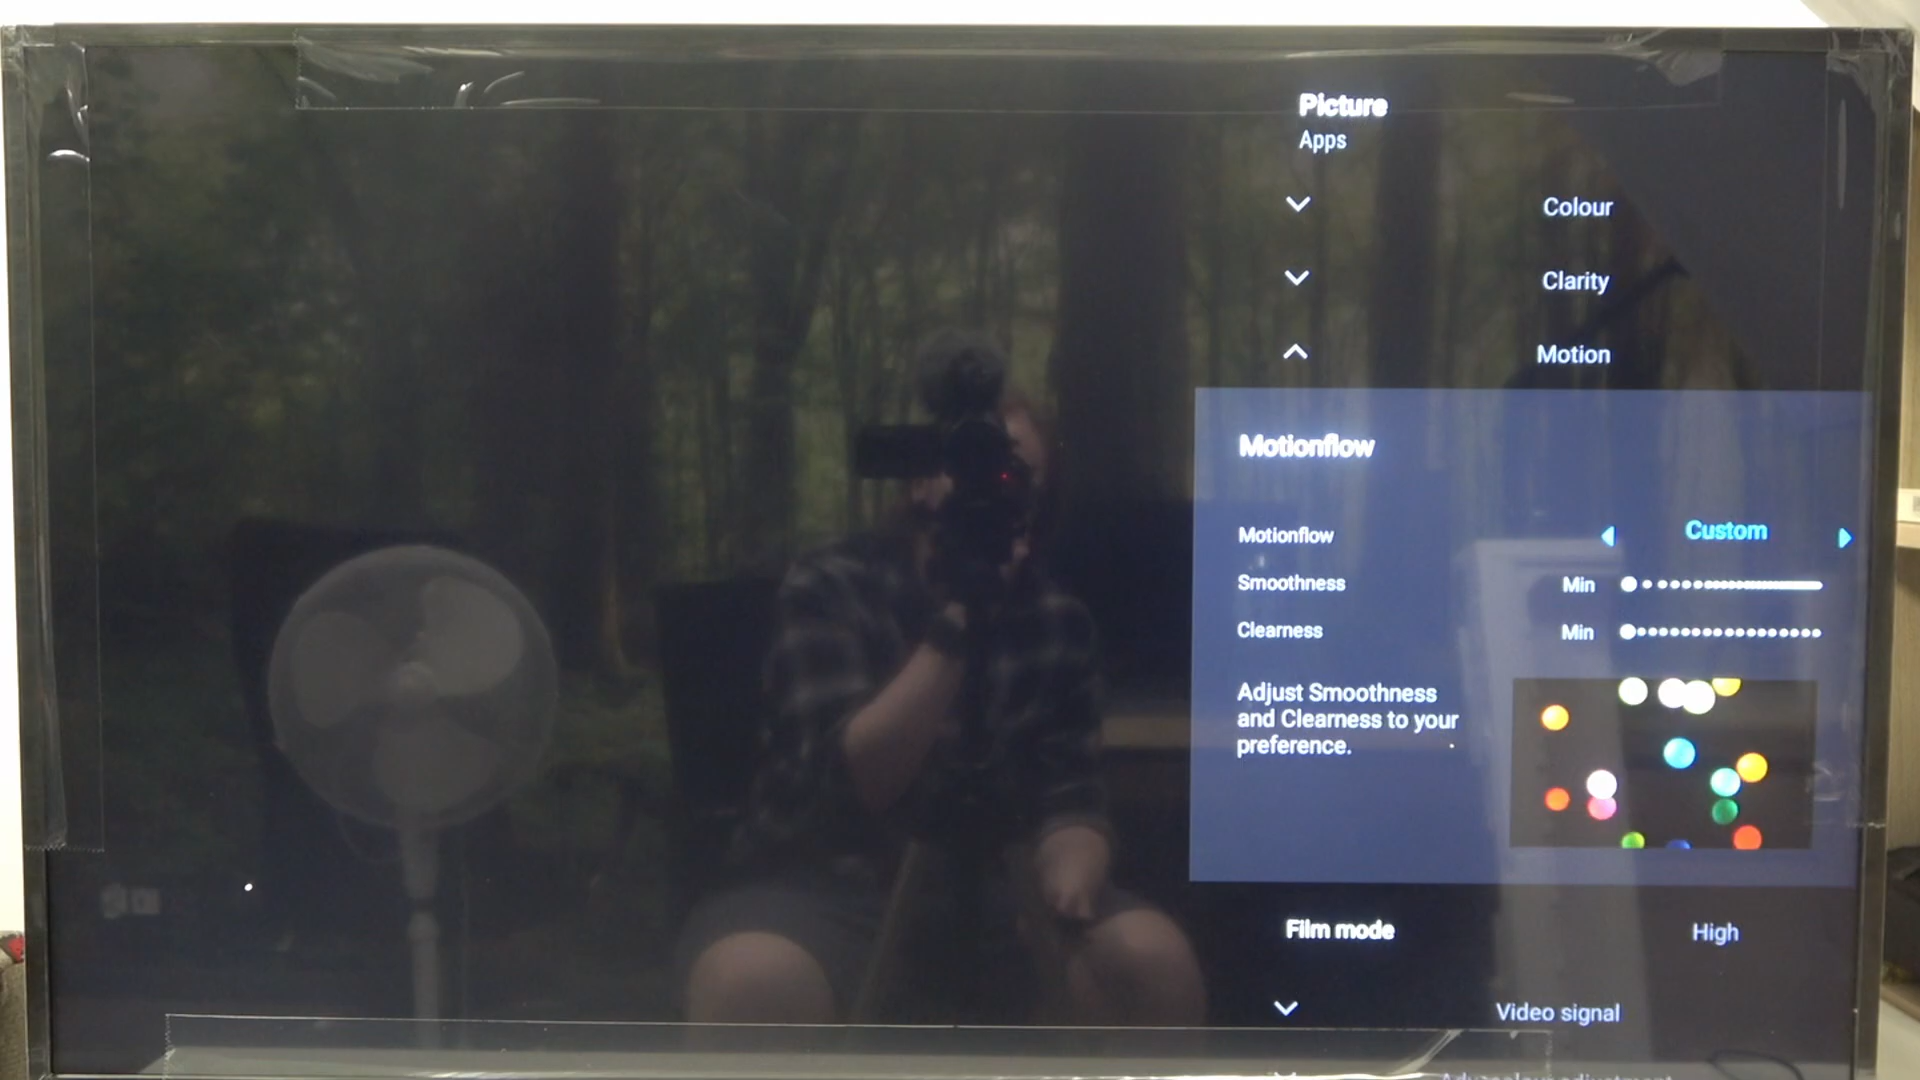 Picture
Apps
Colour
Clarity
Motion
Motionflow
Motionflow Custom
Smoothness Min
Clearness Min
Adjust Smoothness
and Clearness to your
preference.
Film mode High
Video signal